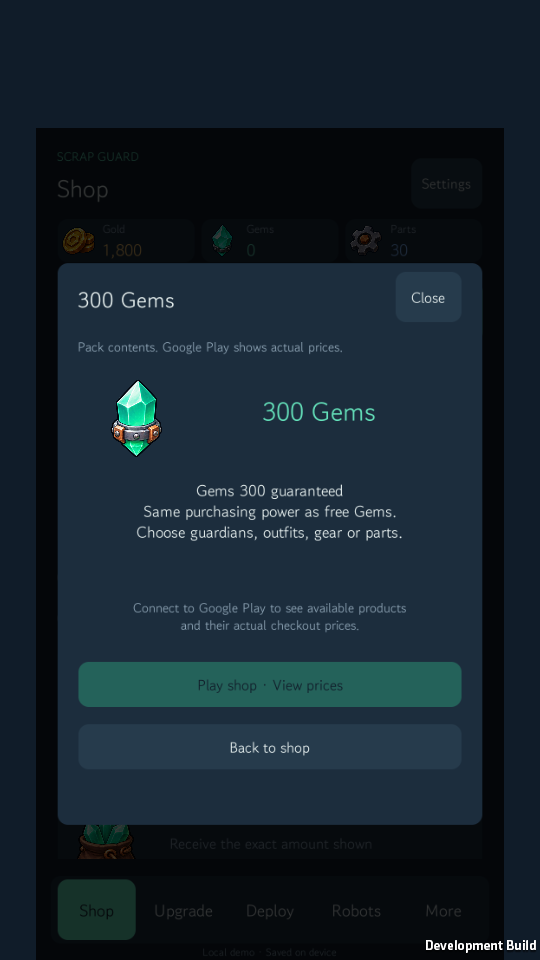 SCRAP GUARD
Shop
Settings
Gold
1,800
Gems
0
Parts
30
300 Gems
Close
Pack contents. Google Play shows actual prices.
300 Gems
Gems 300 guaranteed
Same purchasing power as free Gems.
Choose guardians, outfits, gear or parts.
Connect to Google Play to see available products
and their actual checkout prices.
Play shop · View prices
Back to shop
Receive the exact amount shown
Shop
Upgrade
Deploy
Robots
More
Local demo · Saved on device
Development Build